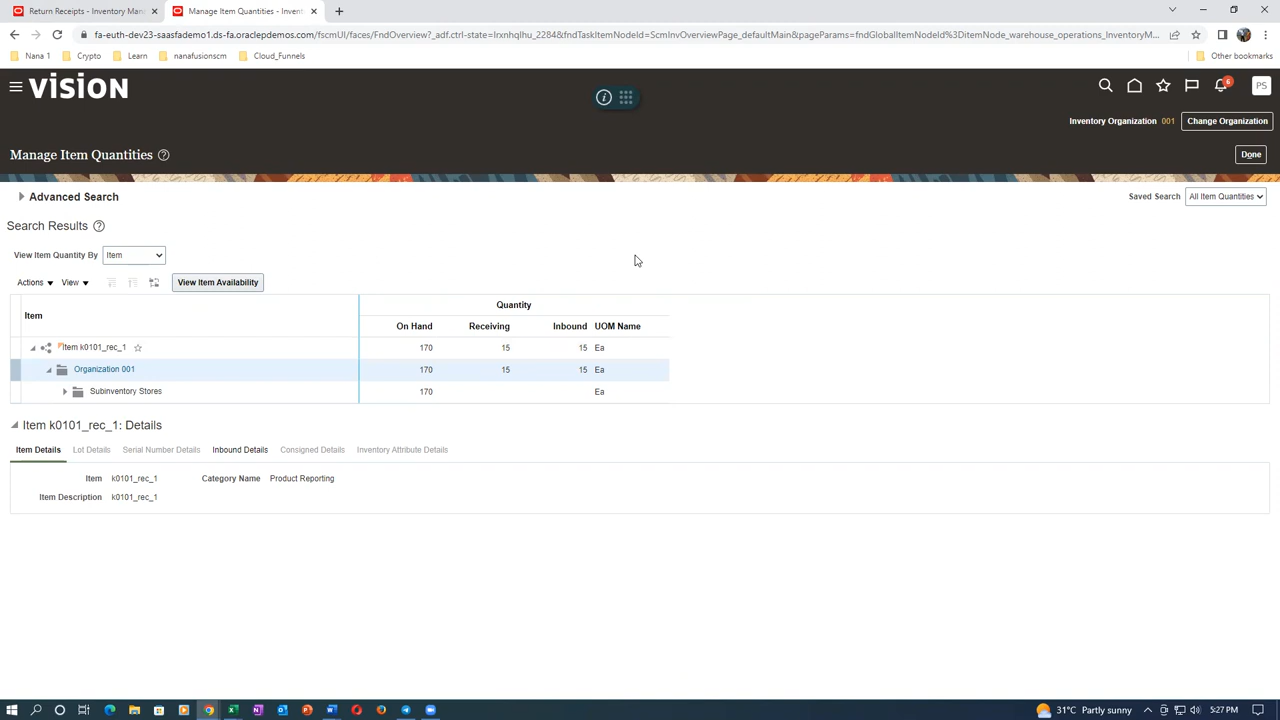 Return Receipts - Inventory Man
Manage Item Quantities - Invent
fa-euth-dev23-saasfademo1.ds-fa.oraclepdemos.com/fscmUI/faces/FndOverview?_adf.ctrl-state=lrxnhqlhu_2284&fndTaskItemNodeId=ScmInvOverviewPage_defaultMain&pageParams=fndGlobalItemNodeId%3DitemNode_warehouse_operations_InventoryM...
Nana 1 Crypto Learn nanafusionscm Cloud_Funnels Other bookmarks
VISION
6
PS
Inventory Organization 001 Change Organization
Manage Item Quantities Done
Advanced Search Saved Search All Item Quantities
Search Results
View Item Quantity By Item
Actions View View Item Availability
Item Quantity
On Hand Receiving Inbound UOM Name
Item k0101_rec_1 170 15 15 Ea
Organization 001 170 15 15 Ea
Subinventory Stores 170 Ea
Item k0101_rec_1: Details
Item Details Lot Details Serial Number Details Inbound Details Consigned Details Inventory Attribute Details
Item k0101_rec_1 Category Name Product Reporting
Item Description k0101_rec_1
31°C Partly sunny 5:27 PM